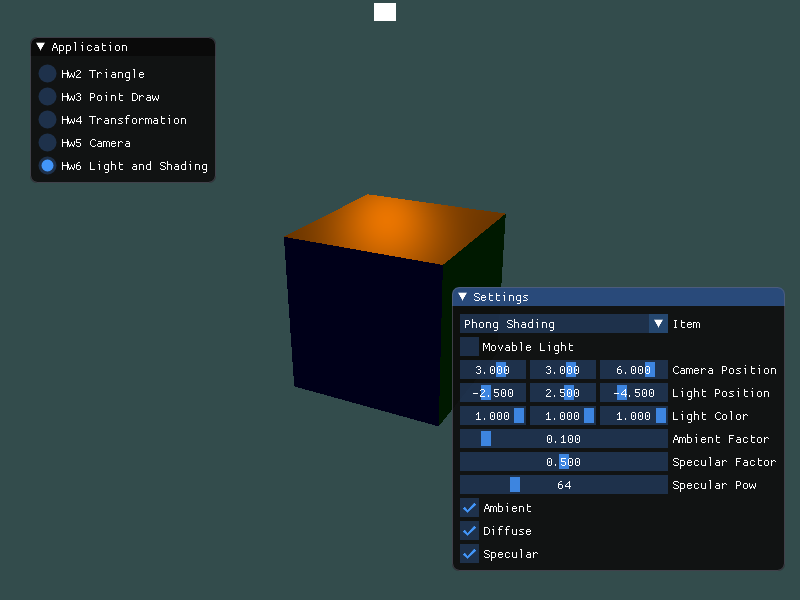 Application
Hw2 Triangle
Hw3 Point Draw
Hw4 Transformation
Hw5 Camera
Hw6 Light and Shading
Settings
Phong Shading Item
Movable Light
3.000 3.000 6.000 Camera Position
-2.500 2.500 -4.500 Light Position
1.000 1.000 1.000 Light Color
0.100 Ambient Factor
0.500 Specular Factor
64 Specular Pow
Ambient
Diffuse
Specular